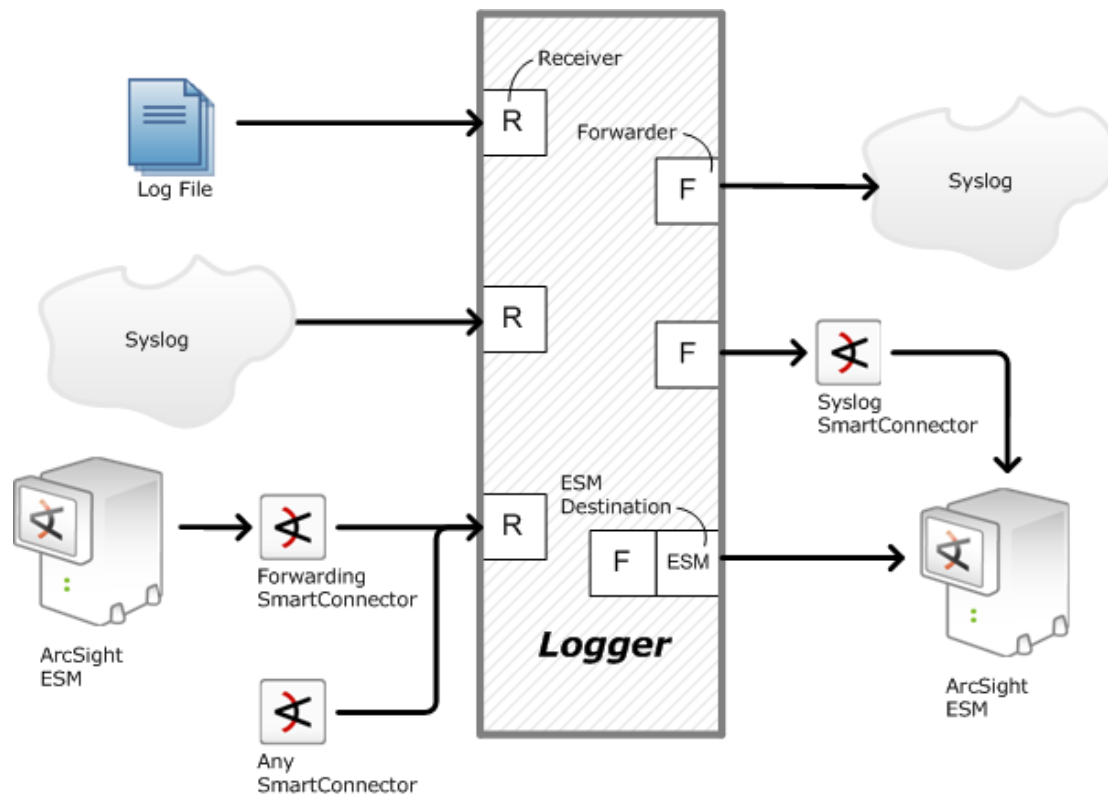 Receiver
R
Log File
Forwarder
F
Syslog
Syslog
R
F
Syslog
SmartConnector
ArcSight
ESM
Forwarding
SmartConnector
R
Any
SmartConnector
ESM
Destination
F
ESM
Logger
ArcSight
ESM